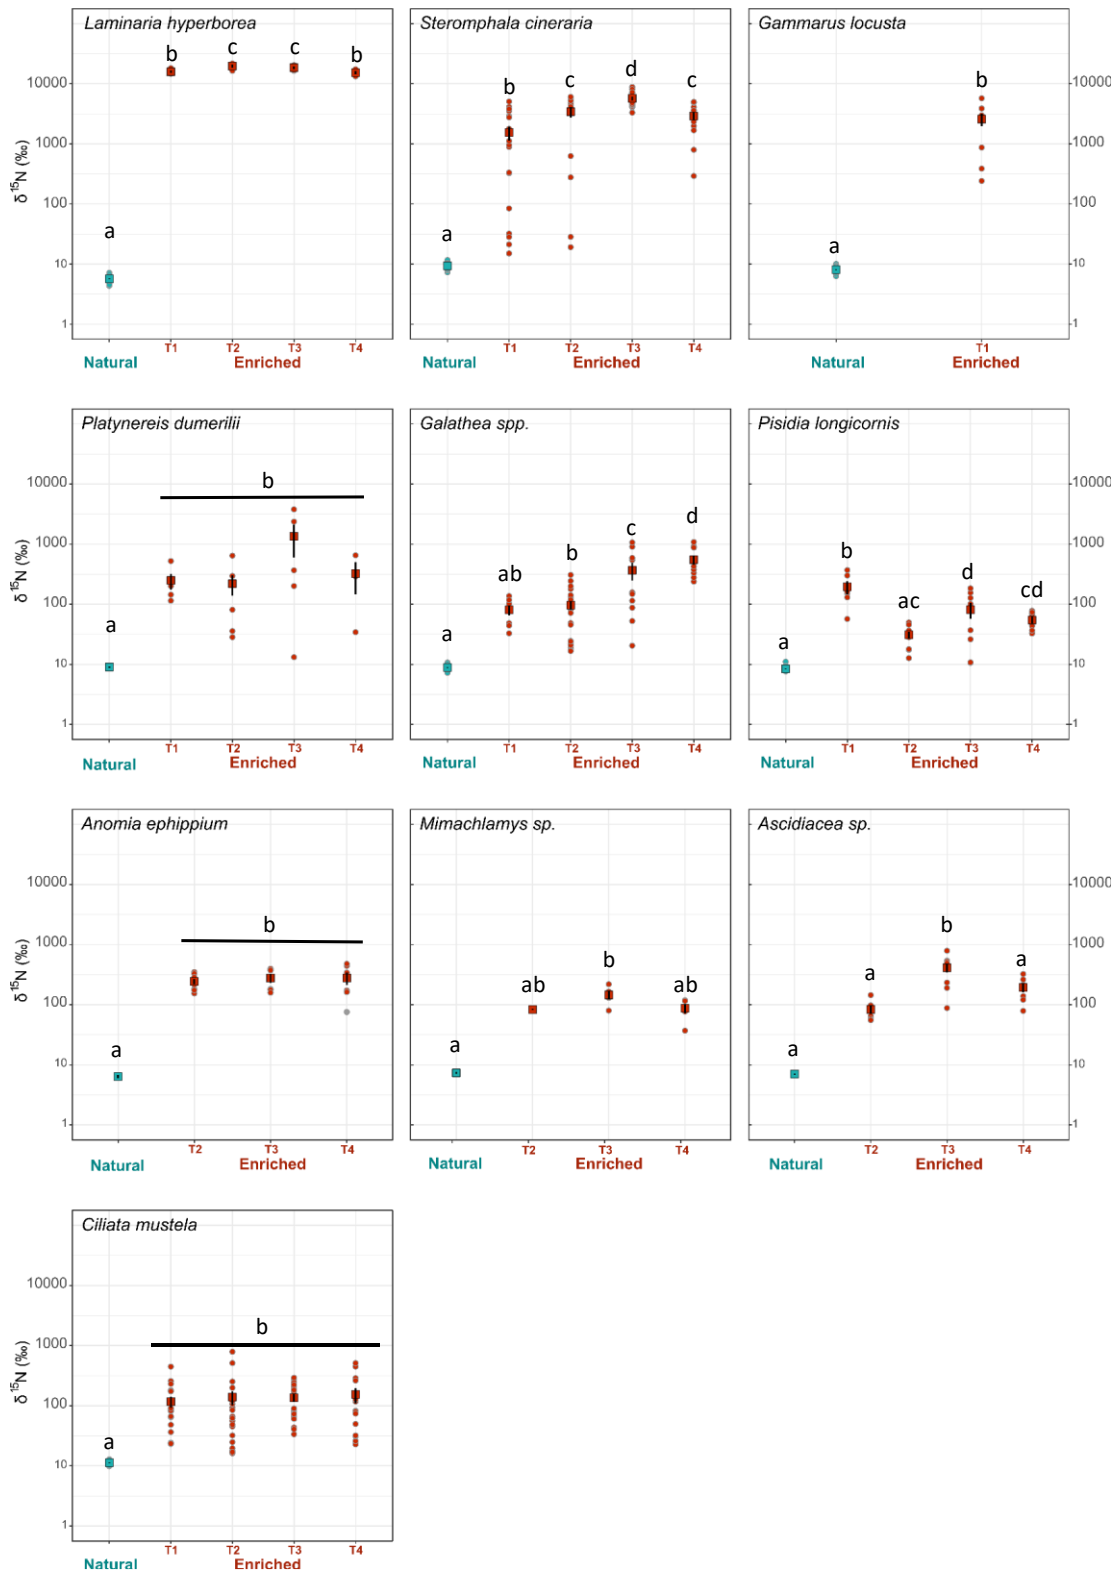 Laminaria hyperborea
Steromphala cineraria
Gammarus locusta
δ15N (‰)
10000
1000
100
10
1
a
b
c
c
b
Natural
T1
T2
T3
T4
Enriched
a
b
c
d
c
Natural
T1
T2
T3
T4
Enriched
a
b
10000
1000
100
10
1
Natural
T1
Enriched
Platynereis dumerilii
Galathea spp.
Pisidia longicornis
δ15N (‰)
10000
1000
100
10
1
a
b
Natural
T1
T2
T3
T4
Enriched
a
ab
b
c
d
Natural
T1
T2
T3
T4
Enriched
a
b
ac
d
cd
10000
1000
100
10
1
Natural
T1
T2
T3
T4
Enriched
Anomia ephippium
Mimachlamys sp.
Ascidiacea sp.
δ15N (‰)
10000
1000
100
10
1
a
b
Natural
T2
T3
T4
Enriched
a
ab
b
ab
Natural
T2
T3
T4
Enriched
a
a
b
a
10000
1000
100
10
1
Natural
T2
T3
T4
Enriched
Ciliata mustela
δ15N (‰)
10000
1000
100
10
1
a
b
Natural
T1
T2
T3
T4
Enriched